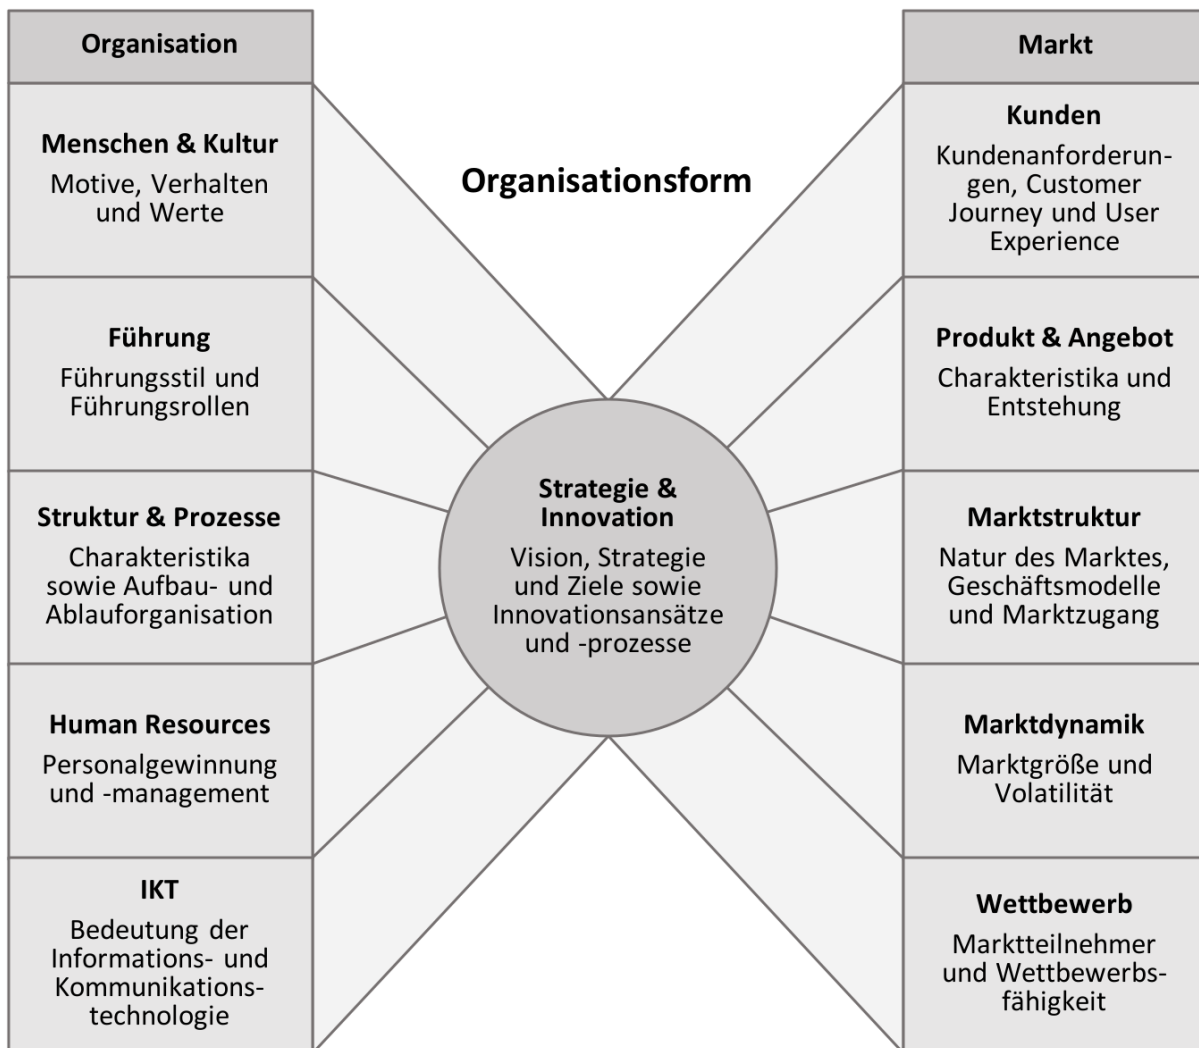 Organisation
Menschen & Kultur
Motive, Verhalten
und Werte
Führung
Führungsstil und
Führungsrollen
Struktur & Prozesse
Charakteristika
sowie Aufbau- und
Ablauforganisation
Human Resources
Personalgewinnung
und -management
IKT
Bedeutung der
Informations- und
Kommunikations-
technologie
Organisationsform
Strategie &
Innovation
Vision, Strategie
und Ziele sowie
Innovationsansätze
und -prozesse
Markt
Kunden
Kundenanforderun-
gen, Customer
Journey und User
Experience
Produkt & Angebot
Charakteristika und
Entstehung
Marktstruktur
Natur des Marktes,
Geschäftsmodelle
und Marktzugang
Marktdynamik
Marktgröße und
Volatilität
Wettbewerb
Marktteilnehmer
und Wettbewerbs-
fähigkeit